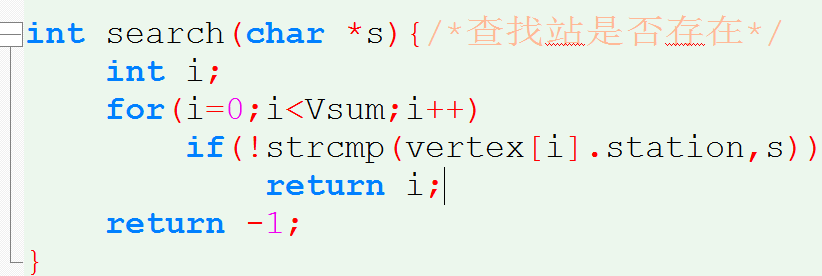 int search(char *s){/*查找站是否存在*/
    int i;
    for(i=0;i<Vsum;i++)
        if(!strcmp(vertex[i].station,s))
            return i;
    return -1;
}